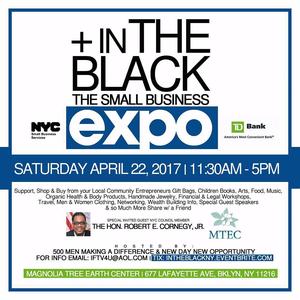 + IN THE
BLACK
THE SMALL BUSINESS
expo
NYC
Small Business
Services
TD Bank
America's Most Convenient Bank
SATURDAY APRIL 22, 2017 | 11:30AM - 5PM
Support, Shop & Buy from your Local Community Entrepreneurs Gift Bags, Children Books, Arts, Food, Music,
Organic Health & Body Products, Handmade Jewelry, Financial & Legal Workshops,
Travel, Men & Women Clothing, Networking, Wealth Building Info, Special Guest Speakers
& so Much More Share w/ a Friend
SPECIAL INVITED GUEST NYC COUNCIL MEMBER
THE HON. ROBERT E. CORNEGY, JR.
MTEC
HOSTED BY:
500 MEN MAKING A DIFFERENCE & NEW DAY NEW OPPORTUNITY
FOR INFO EMAIL: IFTV4U@AOL.COM | TIX: INTHEBLACKNY.EVENTBRITE.COM
MAGNOLIA TREE EARTH CENTER | 677 LAFAYETTE AVE, BKLYN, NY 11216